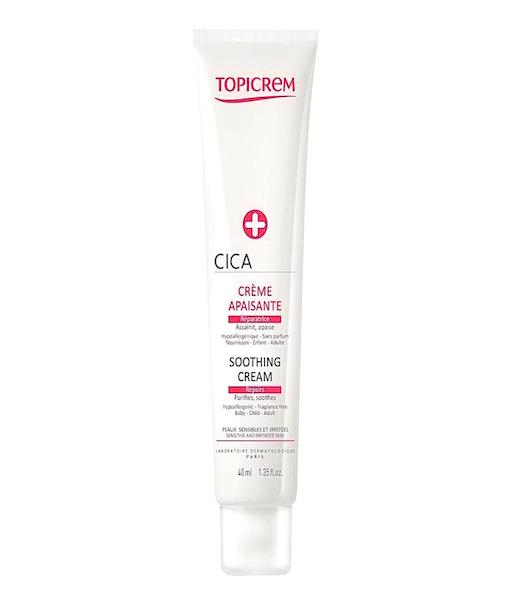 TOPICREM
CICA
CRÈME
APAISANTE
Réparatrice
Assainit, apaise
Hypoallergénique - Sans parfum
Nourrisson - Enfant - Adulte
SOOTHING
CREAM
Repairs
Purifies, soothes
Hypoallergenic - Fragrance free
Baby - Child - Adult
PEAUX SENSIBLES ET IRRITÉES
SENSITIVE AND IRRITATED SKIN
LABORATOIRE DERMATOLOGIQUE
PARIS
40 ml 1.35 fl.oz.